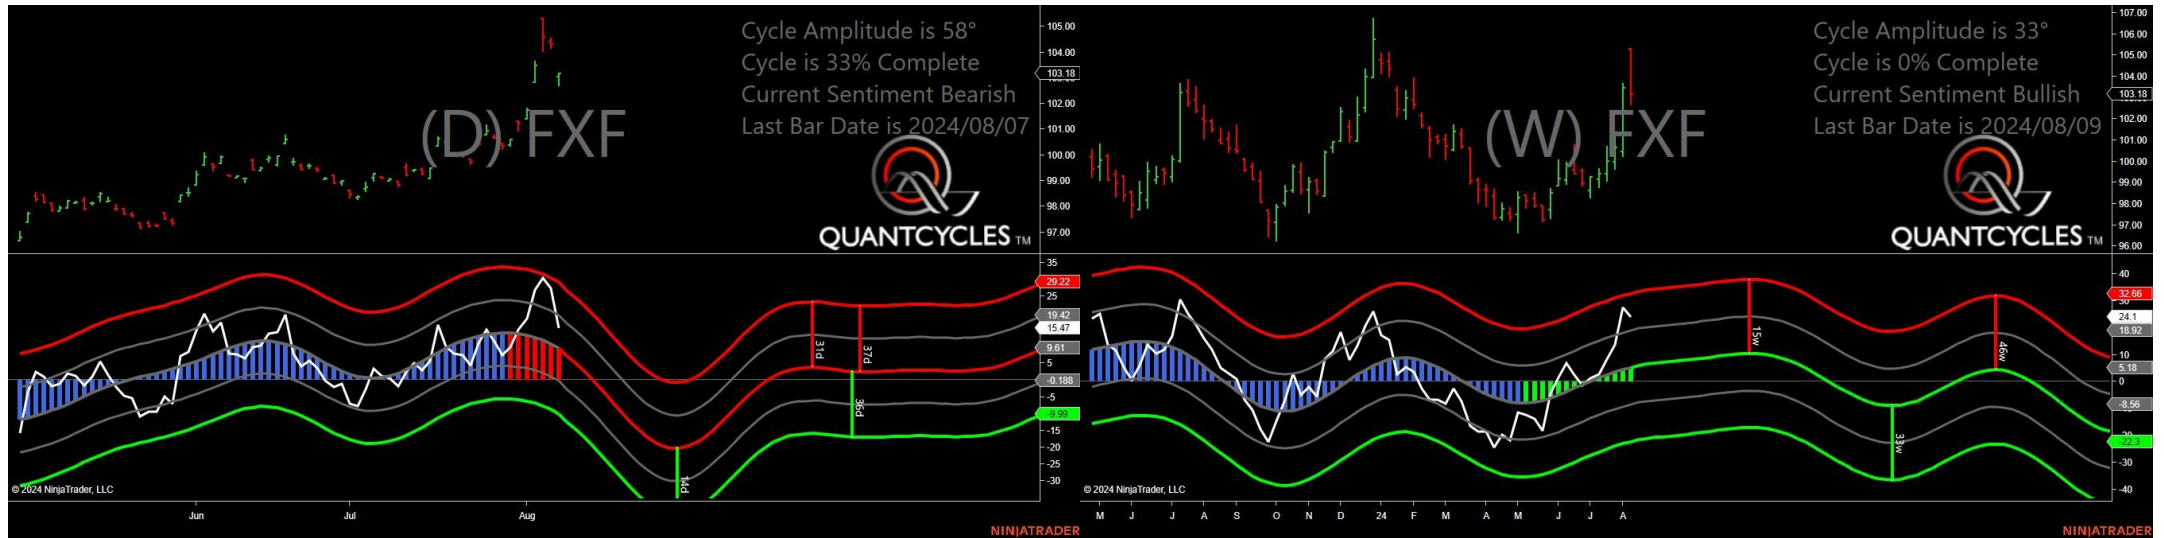 Cycle Amplitude is 58°
Cycle is 33% Complete
Current Sentiment Bearish
Last Bar Date is 2024/08/07
(D) FXF
QUANTCYCLES TM
105.00
104.00
103.18
102.00
101.00
100.00
99.00
98.00
97.00
35
29.22
25
19.42
15.47
9.61
5
-0.188
-5
-9.99
-15
-20
-25
-30
31d
37d
36d
14d
© 2024 NinjaTrader, LLC
Jun
Jul
Aug
NINJATRADER
Cycle Amplitude is 33°
Cycle is 0% Complete
Current Sentiment Bullish
Last Bar Date is 2024/08/09
(W) FXF
QUANTCYCLES TM
107.00
106.00
105.00
104.00
103.18
102.00
101.00
100.00
99.00
98.00
97.00
96.00
40
32.66
24.1
18.92
10
5.18
0
-8.56
-22.3
-30
-40
15w
46w
33w
© 2024 NinjaTrader, LLC
M J J A S O N D 24 F M A M J J A
NINJATRADER